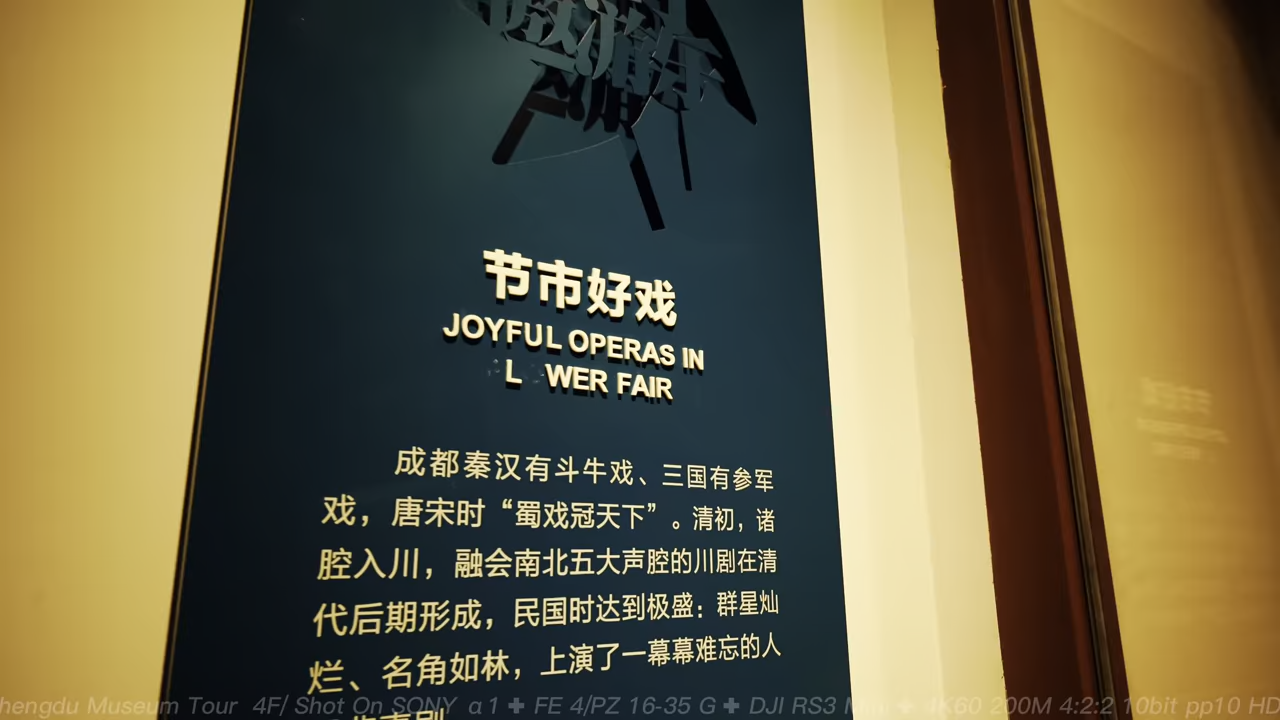 节市好戏
JOYFUL OPERAS IN
L WER FAIR
成都秦汉有斗牛戏、三国有参军
戏，唐宋时“蜀戏冠天下”。清初，诸
腔入川，融会南北五大声腔的川剧在清
代后期形成，民国时达到极盛：群星灿
烂、名角如林，上演了一幕幕难忘的人
hengdu Museum Tour 4F/ Shot On SONY α1 ✚ FE 4/PZ 16-35 G ✚ DJI RS3 Mini ✚ 4K60 200M 4:2:2 10bit pp10 HD